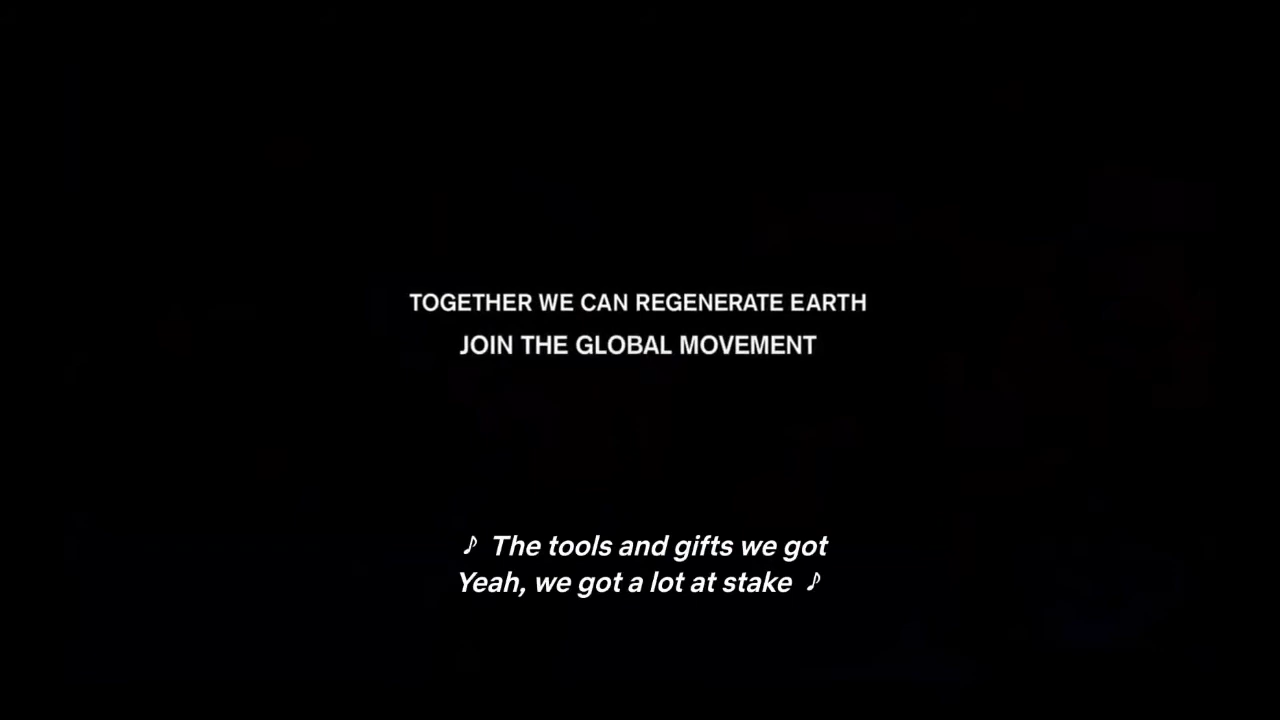 TOGETHER WE CAN REGENERATE EARTH
JOIN THE GLOBAL MOVEMENT
♪ The tools and gifts we got
Yeah, we got a lot at stake ♪